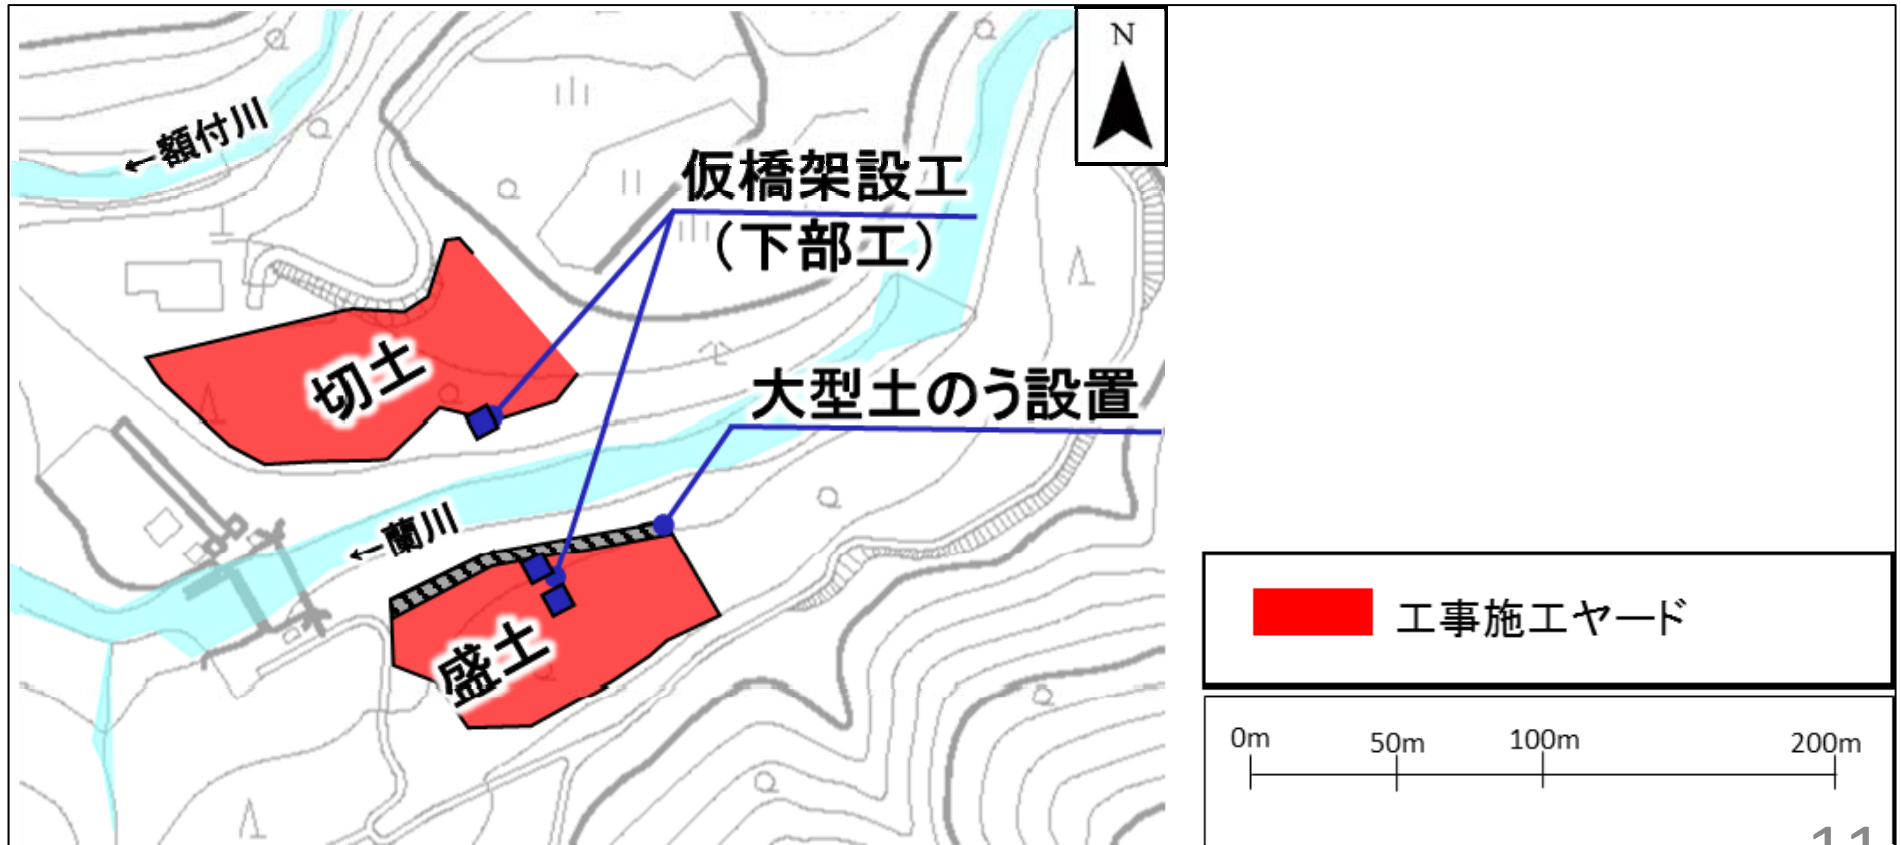 N
←額付川
仮橋架設工
（下部工）
切土
大型土のう設置
←蘭川
盛土
工事施工ヤード
0m 50m 100m 200m
11